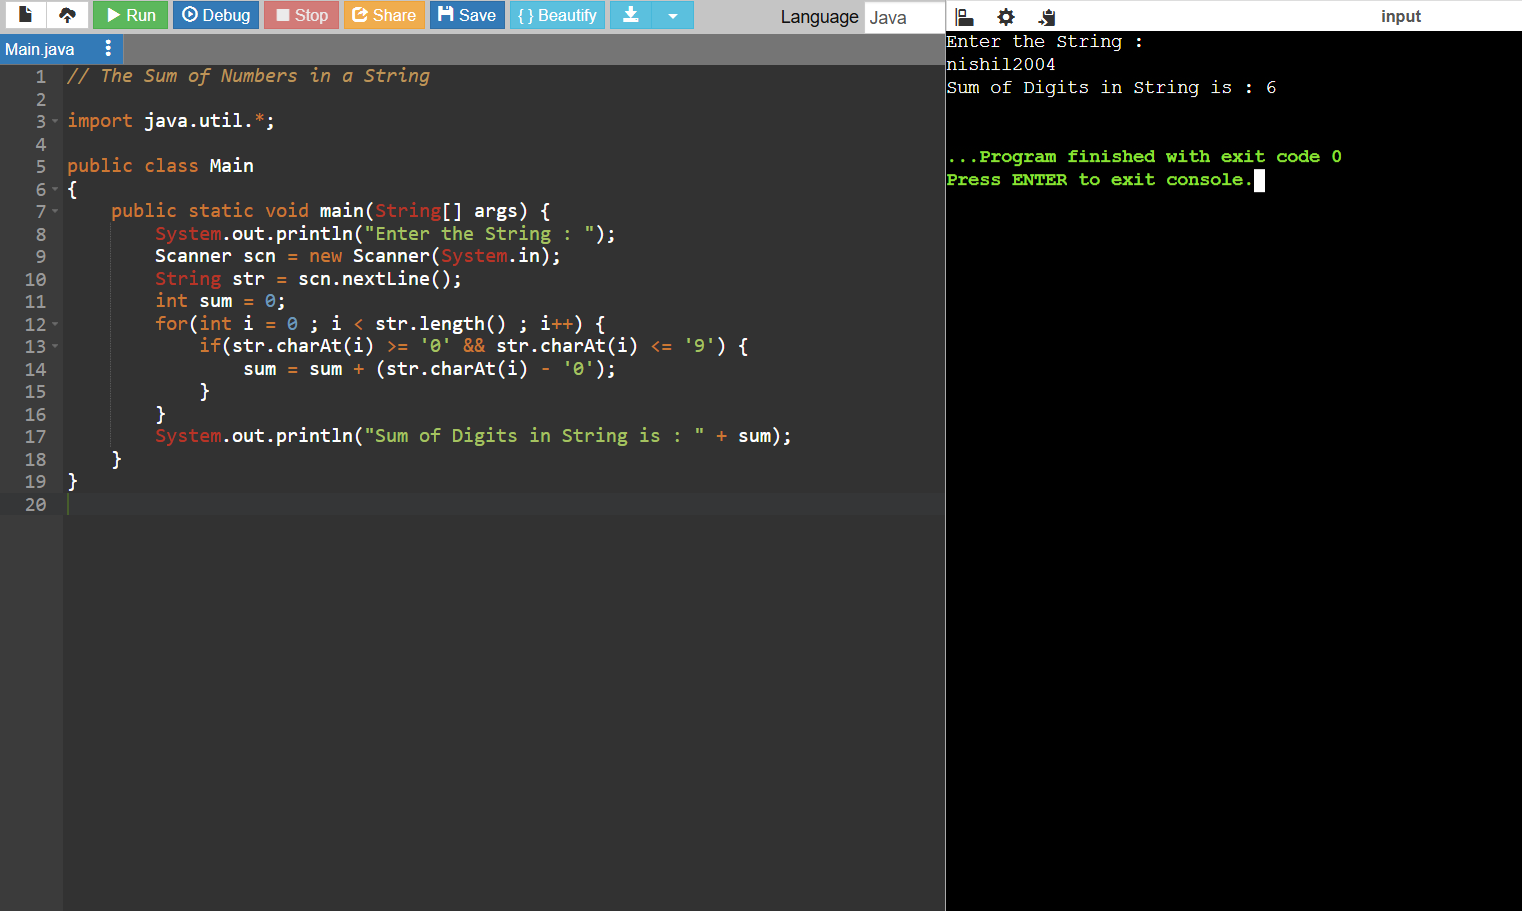 Run Debug Stop Share Save { } Beautify Language Java
Main.java
1 // The Sum of Numbers in a String
2
3 import java.util.*;
4
5 public class Main
6 {
7     public static void main(String[] args) {
8         System.out.println("Enter the String : ");
9         Scanner scn = new Scanner(System.in);
10         String str = scn.nextLine();
11         int sum = 0;
12         for(int i = 0 ; i < str.length() ; i++) {
13             if(str.charAt(i) >= '0' && str.charAt(i) <= '9') {
14                 sum = sum + (str.charAt(i) - '0');
15             }
16         }
17         System.out.println("Sum of Digits in String is : " + sum);
18     }
19 }
20
input
Enter the String :
nishil2004
Sum of Digits in String is : 6
...Program finished with exit code 0
Press ENTER to exit console.